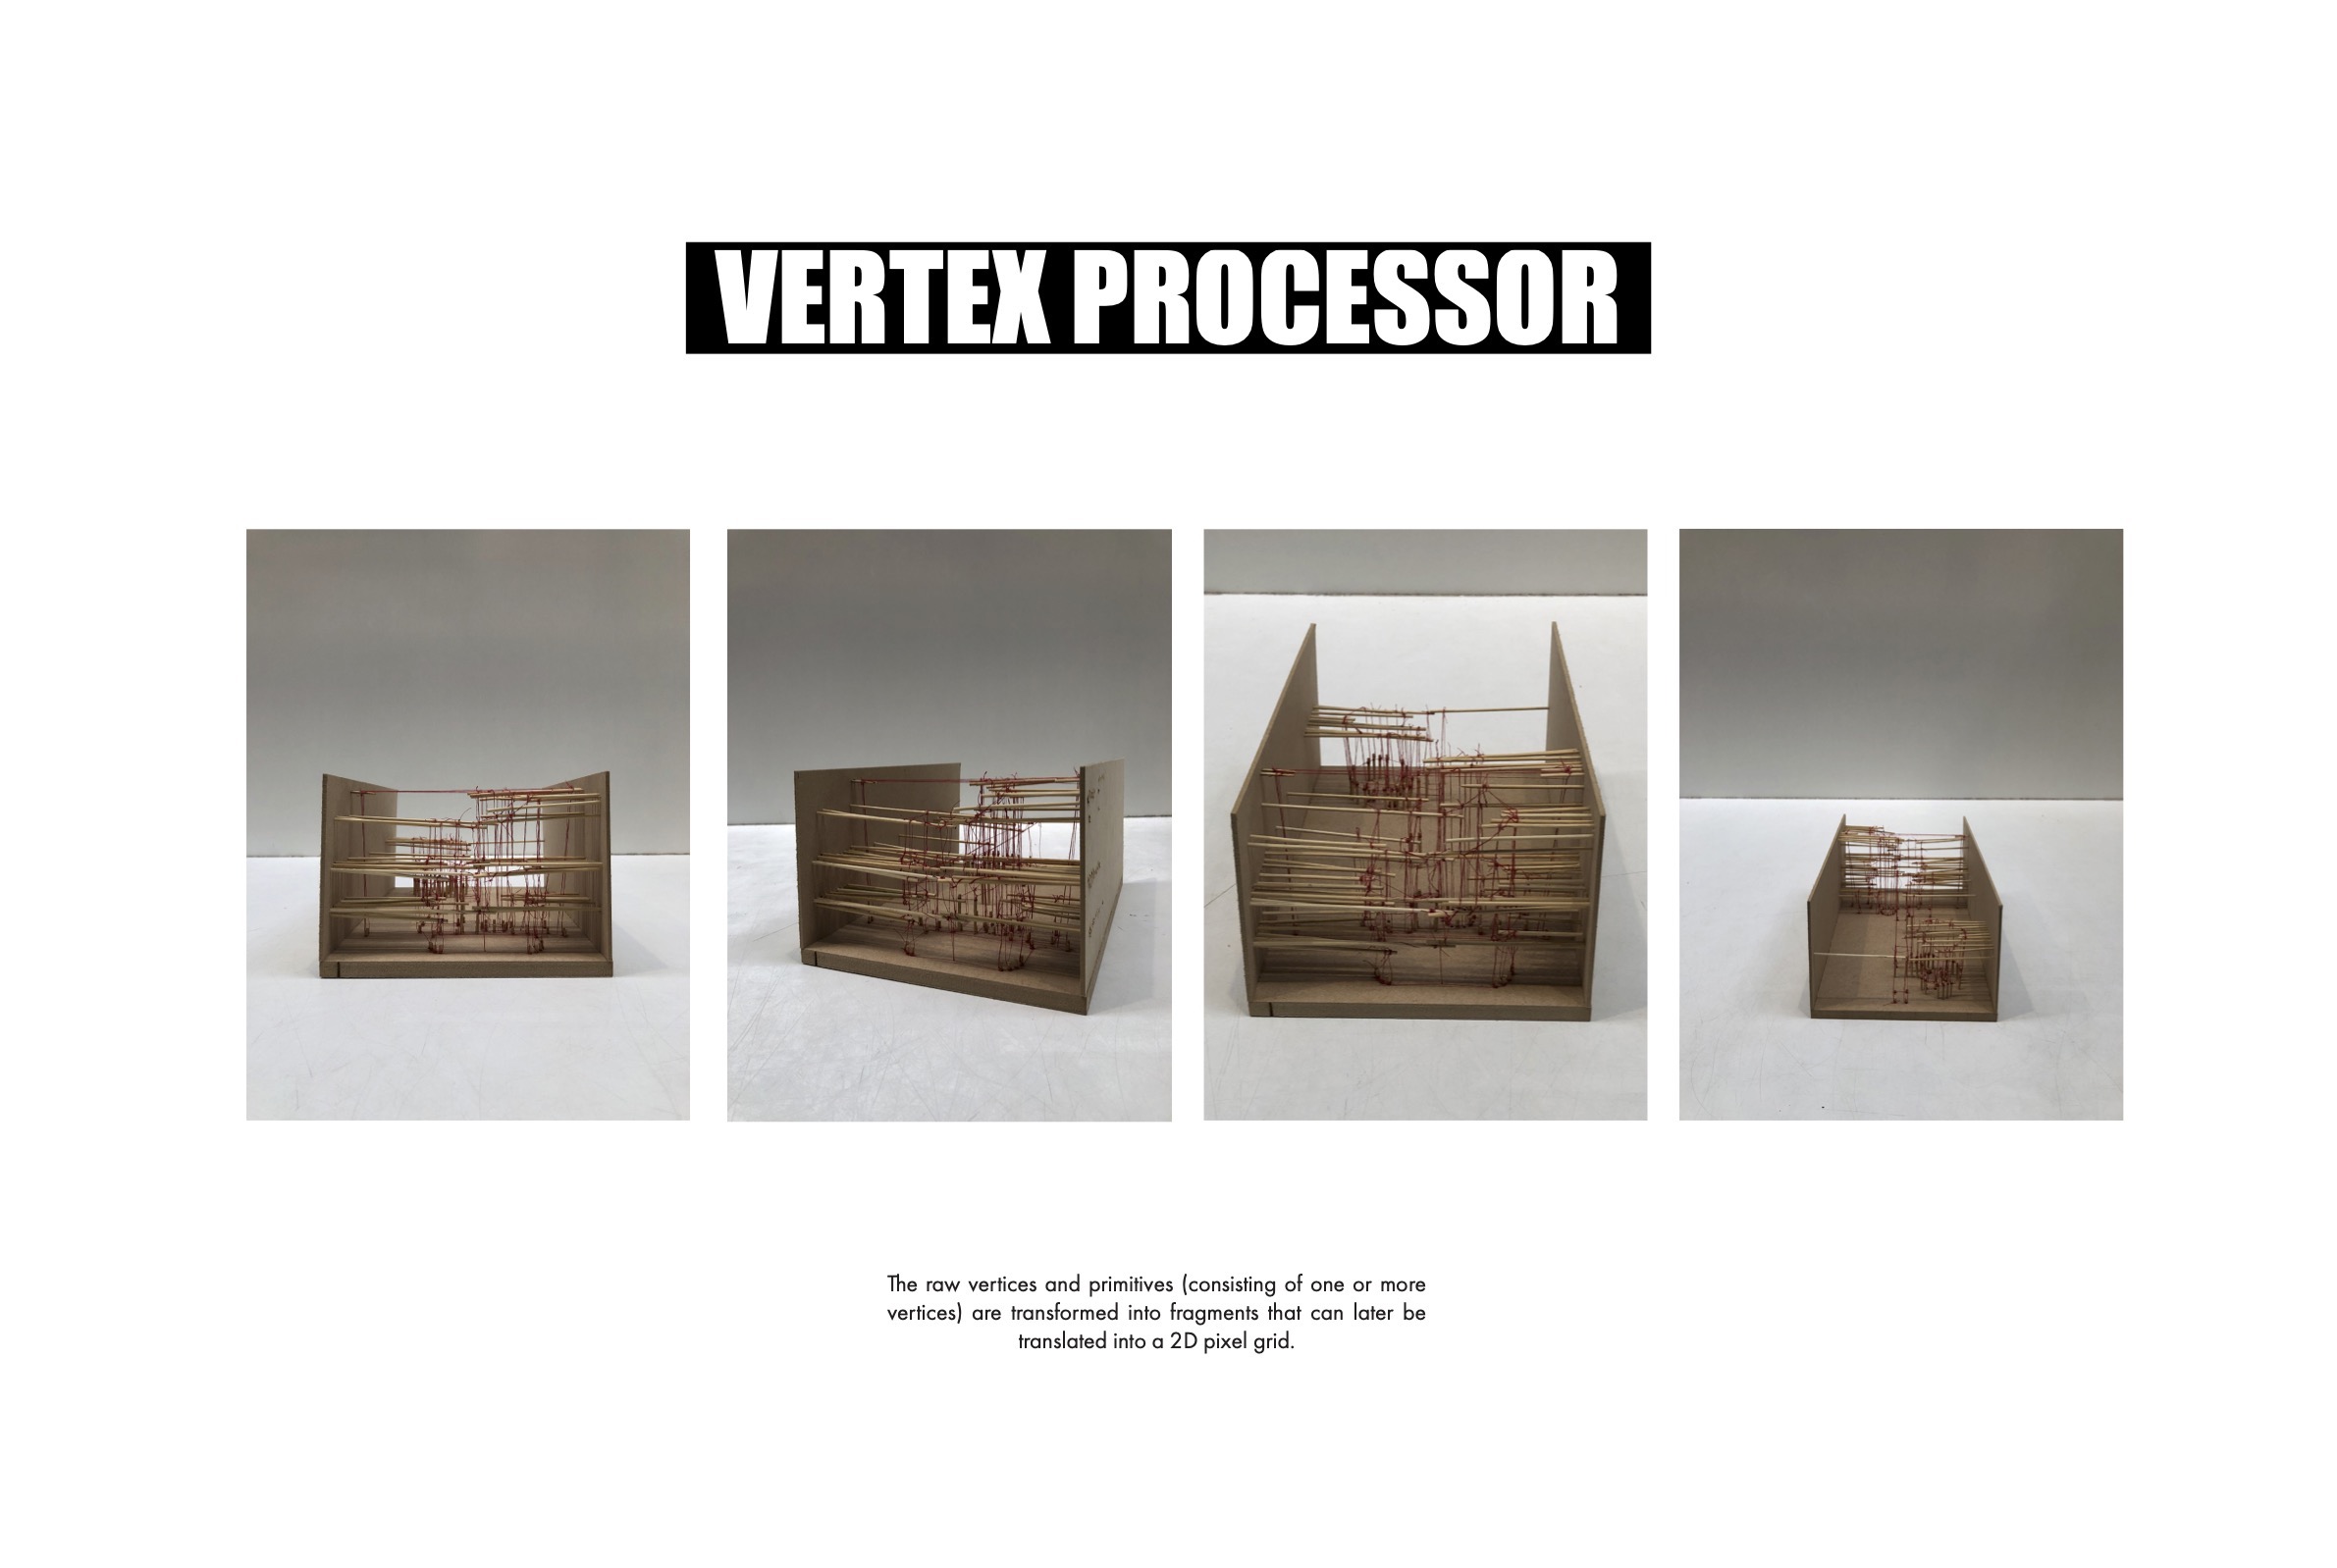 VERTEX PROCESSOR
The raw vertices and primitives (consisting of one or more
vertices) are transformed into fragments that can later be
translated into a 2D pixel grid.